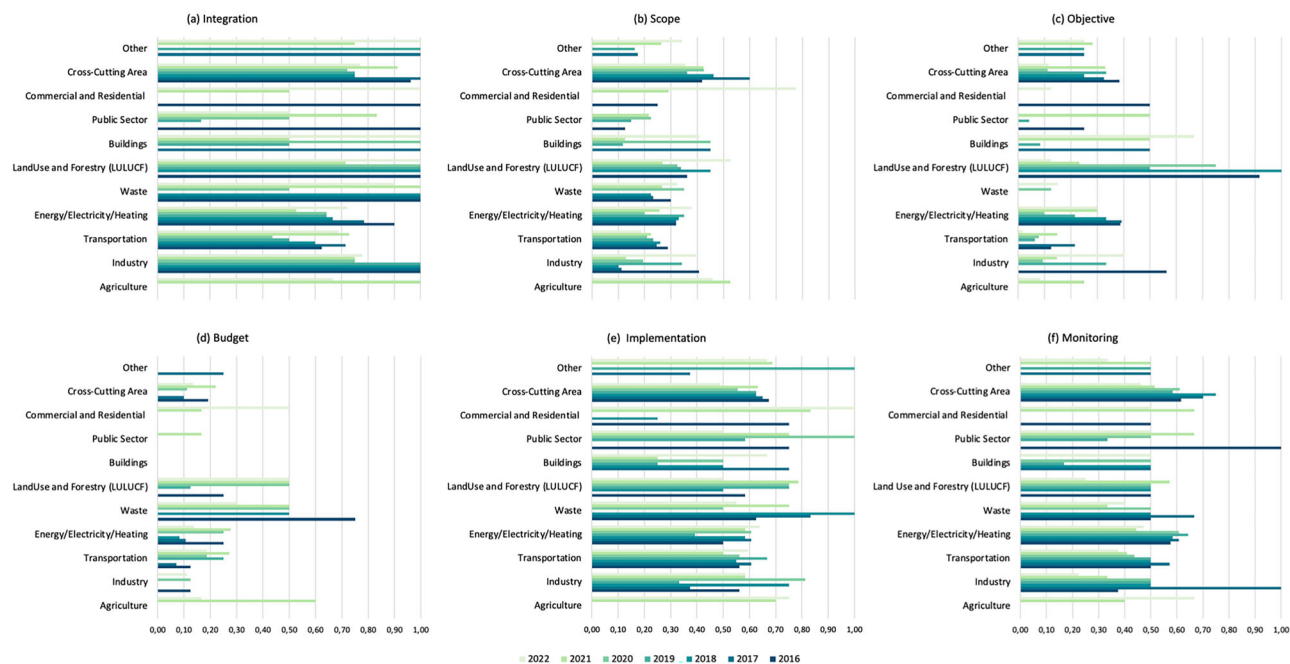 (a) Integration
(b) Scope
(c) Objective
Other
Cross-Cutting Area
Commercial and Residential
Public Sector
Buildings
LandUse and Forestry (LULUCF)
Waste
Energy/Electricity/Heating
Transportation
Industry
Agriculture
Other
Cross-Cutting Area
Commercial and Residential
Public Sector
Buildings
LandUse and Forestry (LULUCF)
Waste
Energy/Electricity/Heating
Transportation
Industry
Agriculture
Other
Cross-Cutting Area
Commercial and Residential
Public Sector
Buildings
LandUse and Forestry (LULUCF)
Waste
Energy/Electricity/Heating
Transportation
Industry
Agriculture
(d) Budget
(e) Implementation
(f) Monitoring
Other
Cross-Cutting Area
Commercial and Residential
Public Sector
Buildings
LandUse and Forestry (LULUCF)
Waste
Energy/Electricity/Heating
Transportation
Industry
Agriculture
0,00 0,10 0,20 0,30 0,40 0,50 0,60 0,70 0,80 0,90 1,00
Other
Cross-Cutting Area
Commercial and Residential
Public Sector
Buildings
LandUse and Forestry (LULUCF)
Waste
Energy/Electricity/Heating
Transportation
Industry
Agriculture
0,00 0,10 0,20 0,30 0,40 0,50 0,60 0,70 0,80 0,90 1,00
Other
Cross-Cutting Area
Commercial and Residential
Public Sector
Buildings
Land Use and Forestry (LULUCF)
Waste
Energy/Electricity/Heating
Transportation
Industry
Agriculture
0,00 0,10 0,20 0,30 0,40 0,50 0,60 0,70 0,80 0,90 1,00
2022 2021 2020 2019 2018 2017 2016